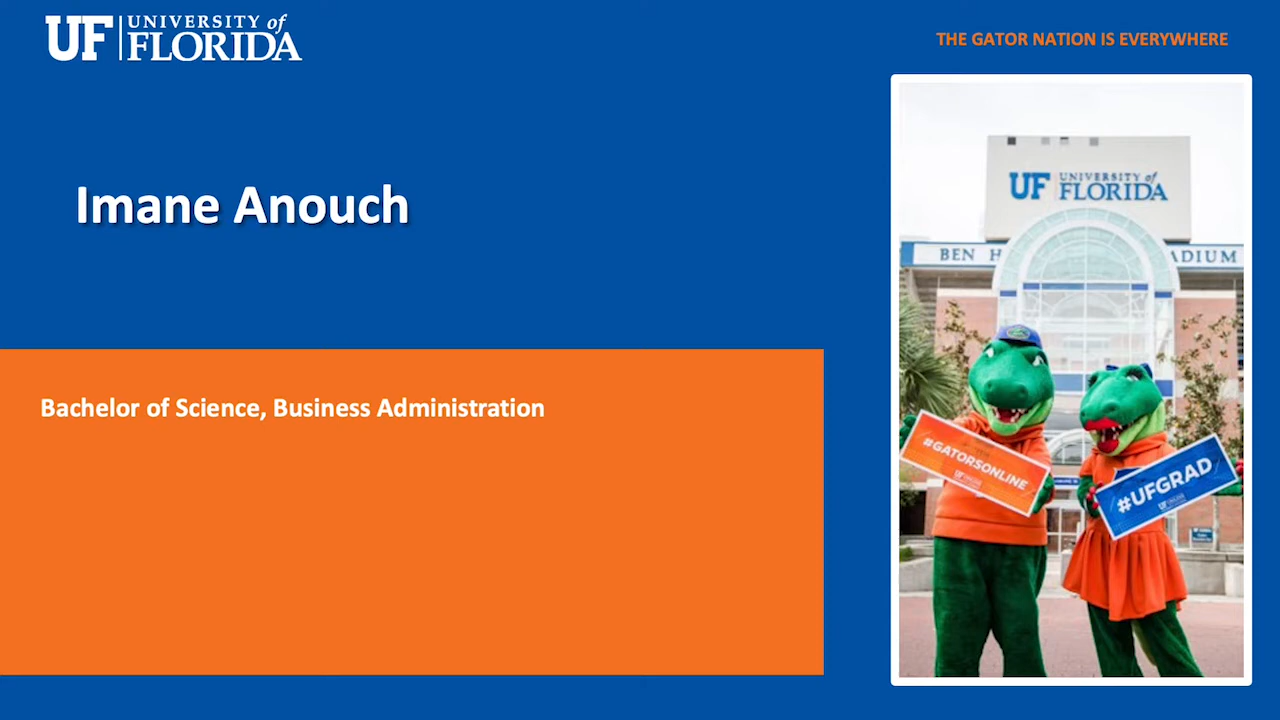 UF UNIVERSITY of
FLORIDA
THE GATOR NATION IS EVERYWHERE
Imane Anouch
Bachelor of Science, Business Administration
UF UNIVERSITY of
FLORIDA
BEN H
ADIUM
#GATORSONLINE
#UFGRAD